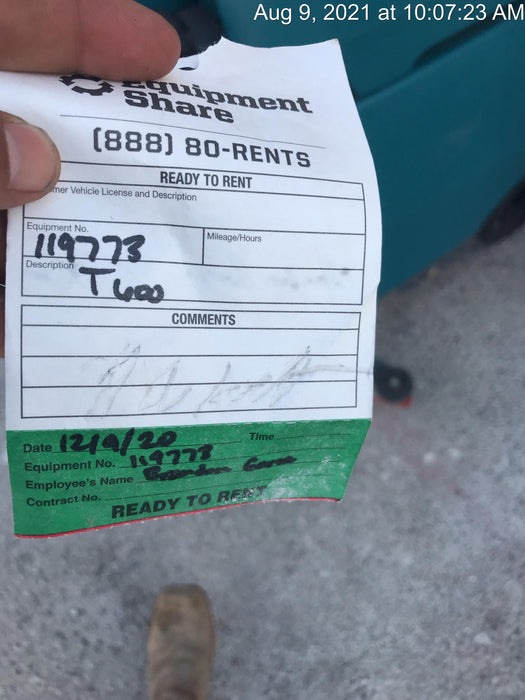 Aug 9, 2021 at 10:07:23 AM
Equipment
Share
(888) 80-RENTS
READY TO RENT
mer Vehicle License and Description
Equipment No.
119773
Mileage/Hours
Description
T600
COMMENTS
Date 12/9/20 Time
Equipment No. 119773
Employee's Name
Contract No.
READY TO RENT